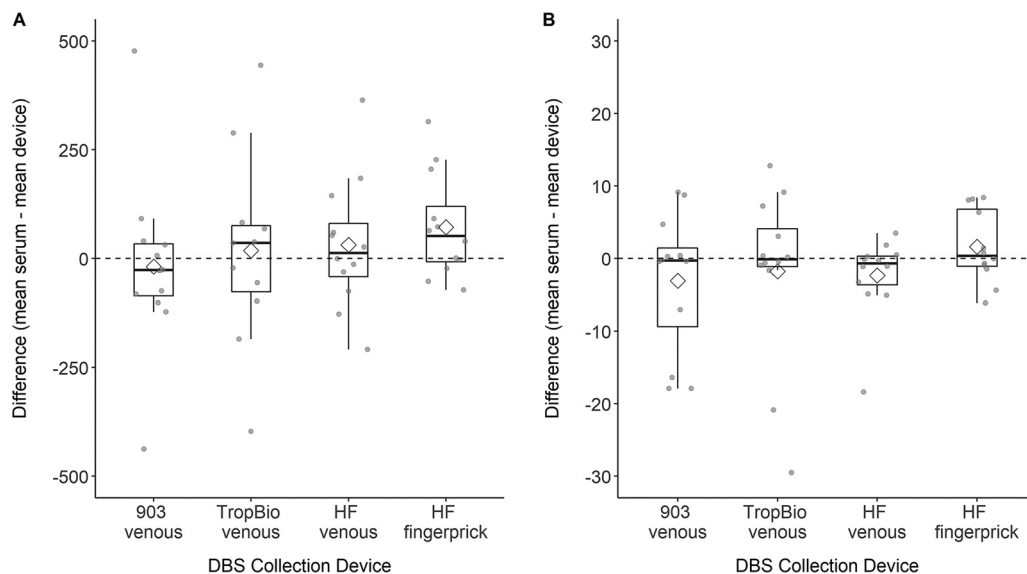 A
Difference (mean serum - mean device)
500
250
0
-250
-500
903 TropBio HF HF
venous venous venous fingerprick
DBS Collection Device
B
Difference (mean serum - mean device)
30
20
10
0
-10
-20
-30
903 TropBio HF HF
venous venous venous fingerprick
DBS Collection Device